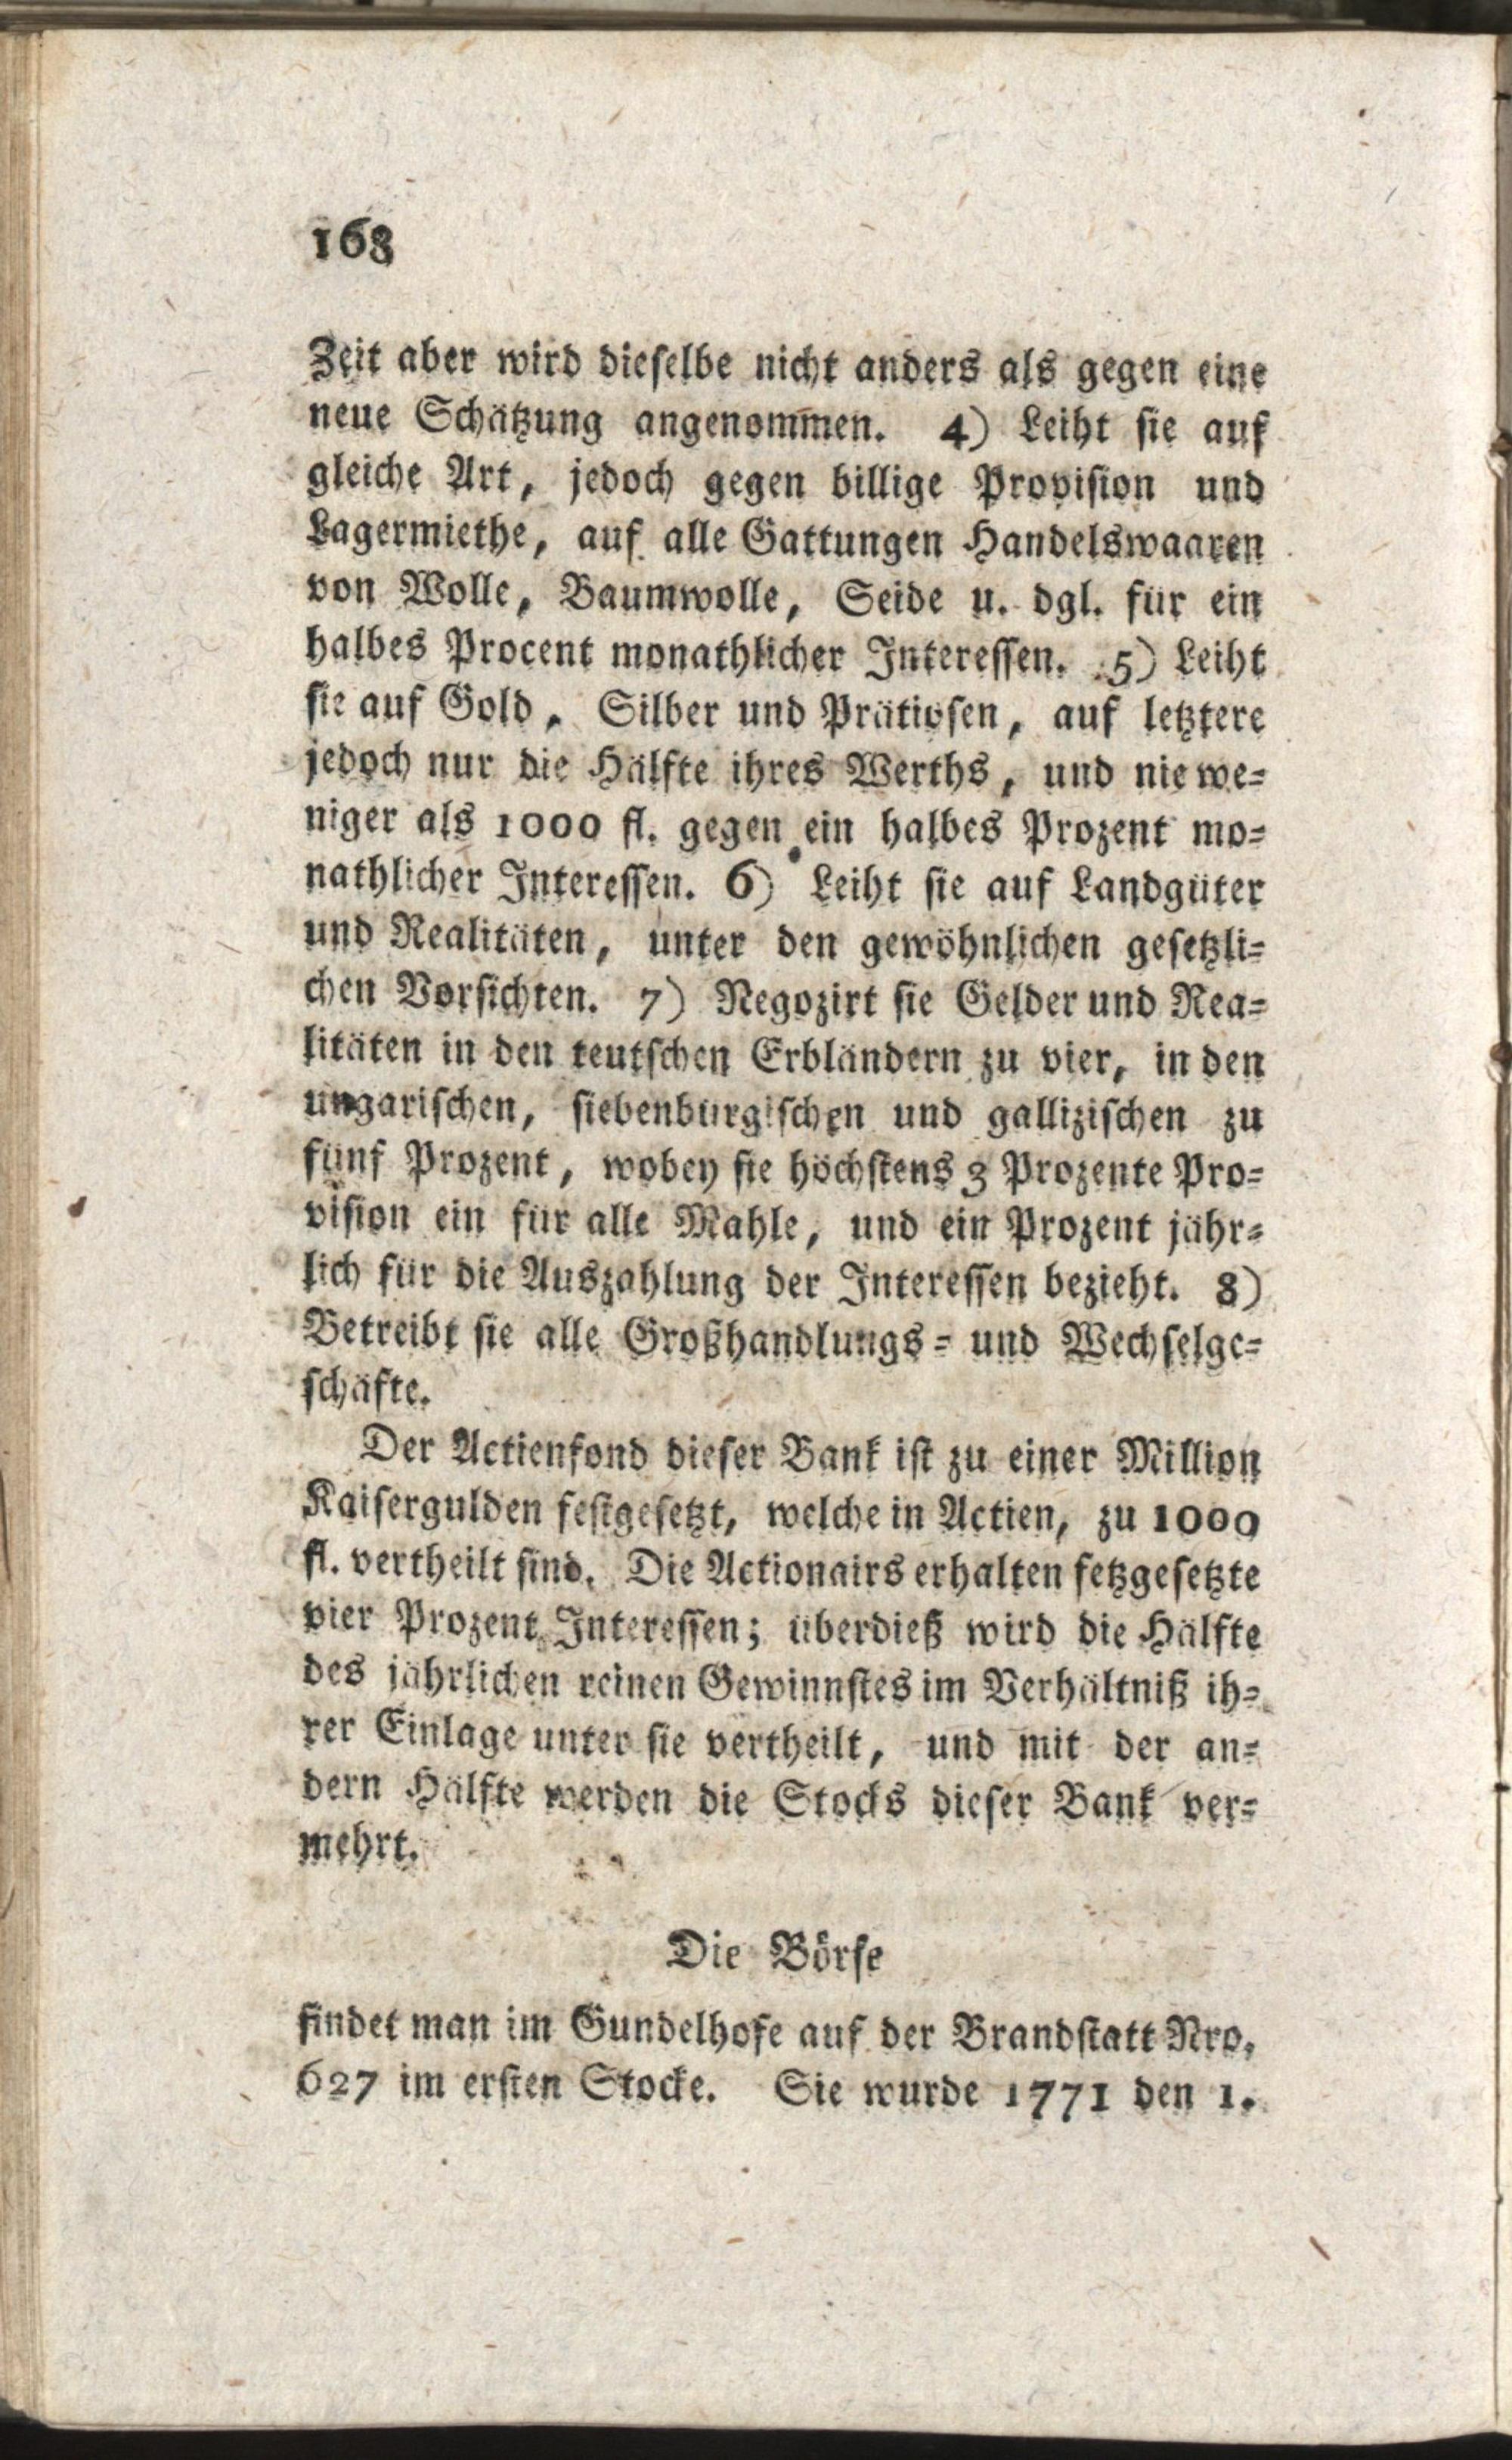 168
Zeit aber wird dieselbe nicht anders als gegen eine
neue Schätzung angenommen. 4) Leiht sie auf
gleiche Art, jedoch gegen billige Provision und
Lagermiethe, auf alle Gattungen Handelswaaren
von Wolle, Baumwolle, Seide u. dgl. für ein
halbes Procent monathlicher Interessen. 5) Leiht
sie auf Gold, Silber und Prätiosen, auf letztere
jedoch nur die Hälfte ihres Werths, und nie we-
niger als 1000 fl. gegen ein halbes Prozent mo-
nathlicher Interessen. 6) Leiht sie auf Landgüter
und Realitäten, unter den gewöhnlichen gesetzli-
chen Vorsichten. 7) Negozirt sie Gelder und Rea-
litäten in den teutschen Erbländern zu vier, in den
ungarischen, siebenbürgischen und gallizischen zu
fünf Prozent, wobey sie höchstens 3 Prozente Pro-
vision ein für alle Mahle, und ein Prozent jähr-
lich für die Auszahlung der Interessen bezieht. 8)
Betreibt sie alle Großhandlungs- und Wechselge-
schäfte.
Der Actienfond dieser Bank ist zu einer Million
Kaisergulden festgesetzt, welche in Actien, zu 1000
fl. vertheilt sind. Die Actionairs erhalten fetzgesetzte
vier Prozent Interessen; überdieß wird die Hälfte
des jährlichen reinen Gewinnstes im Verhältniß ih-
rer Einlage unter sie vertheilt, und mit der an-
dern Hälfte werden die Stocks dieser Bank ver-
mehrt.
Die Börse
findet man im Gundelhofe auf der Brandstatt Nro.
627 im ersten Stocke. Sie wurde 1771 den 1.